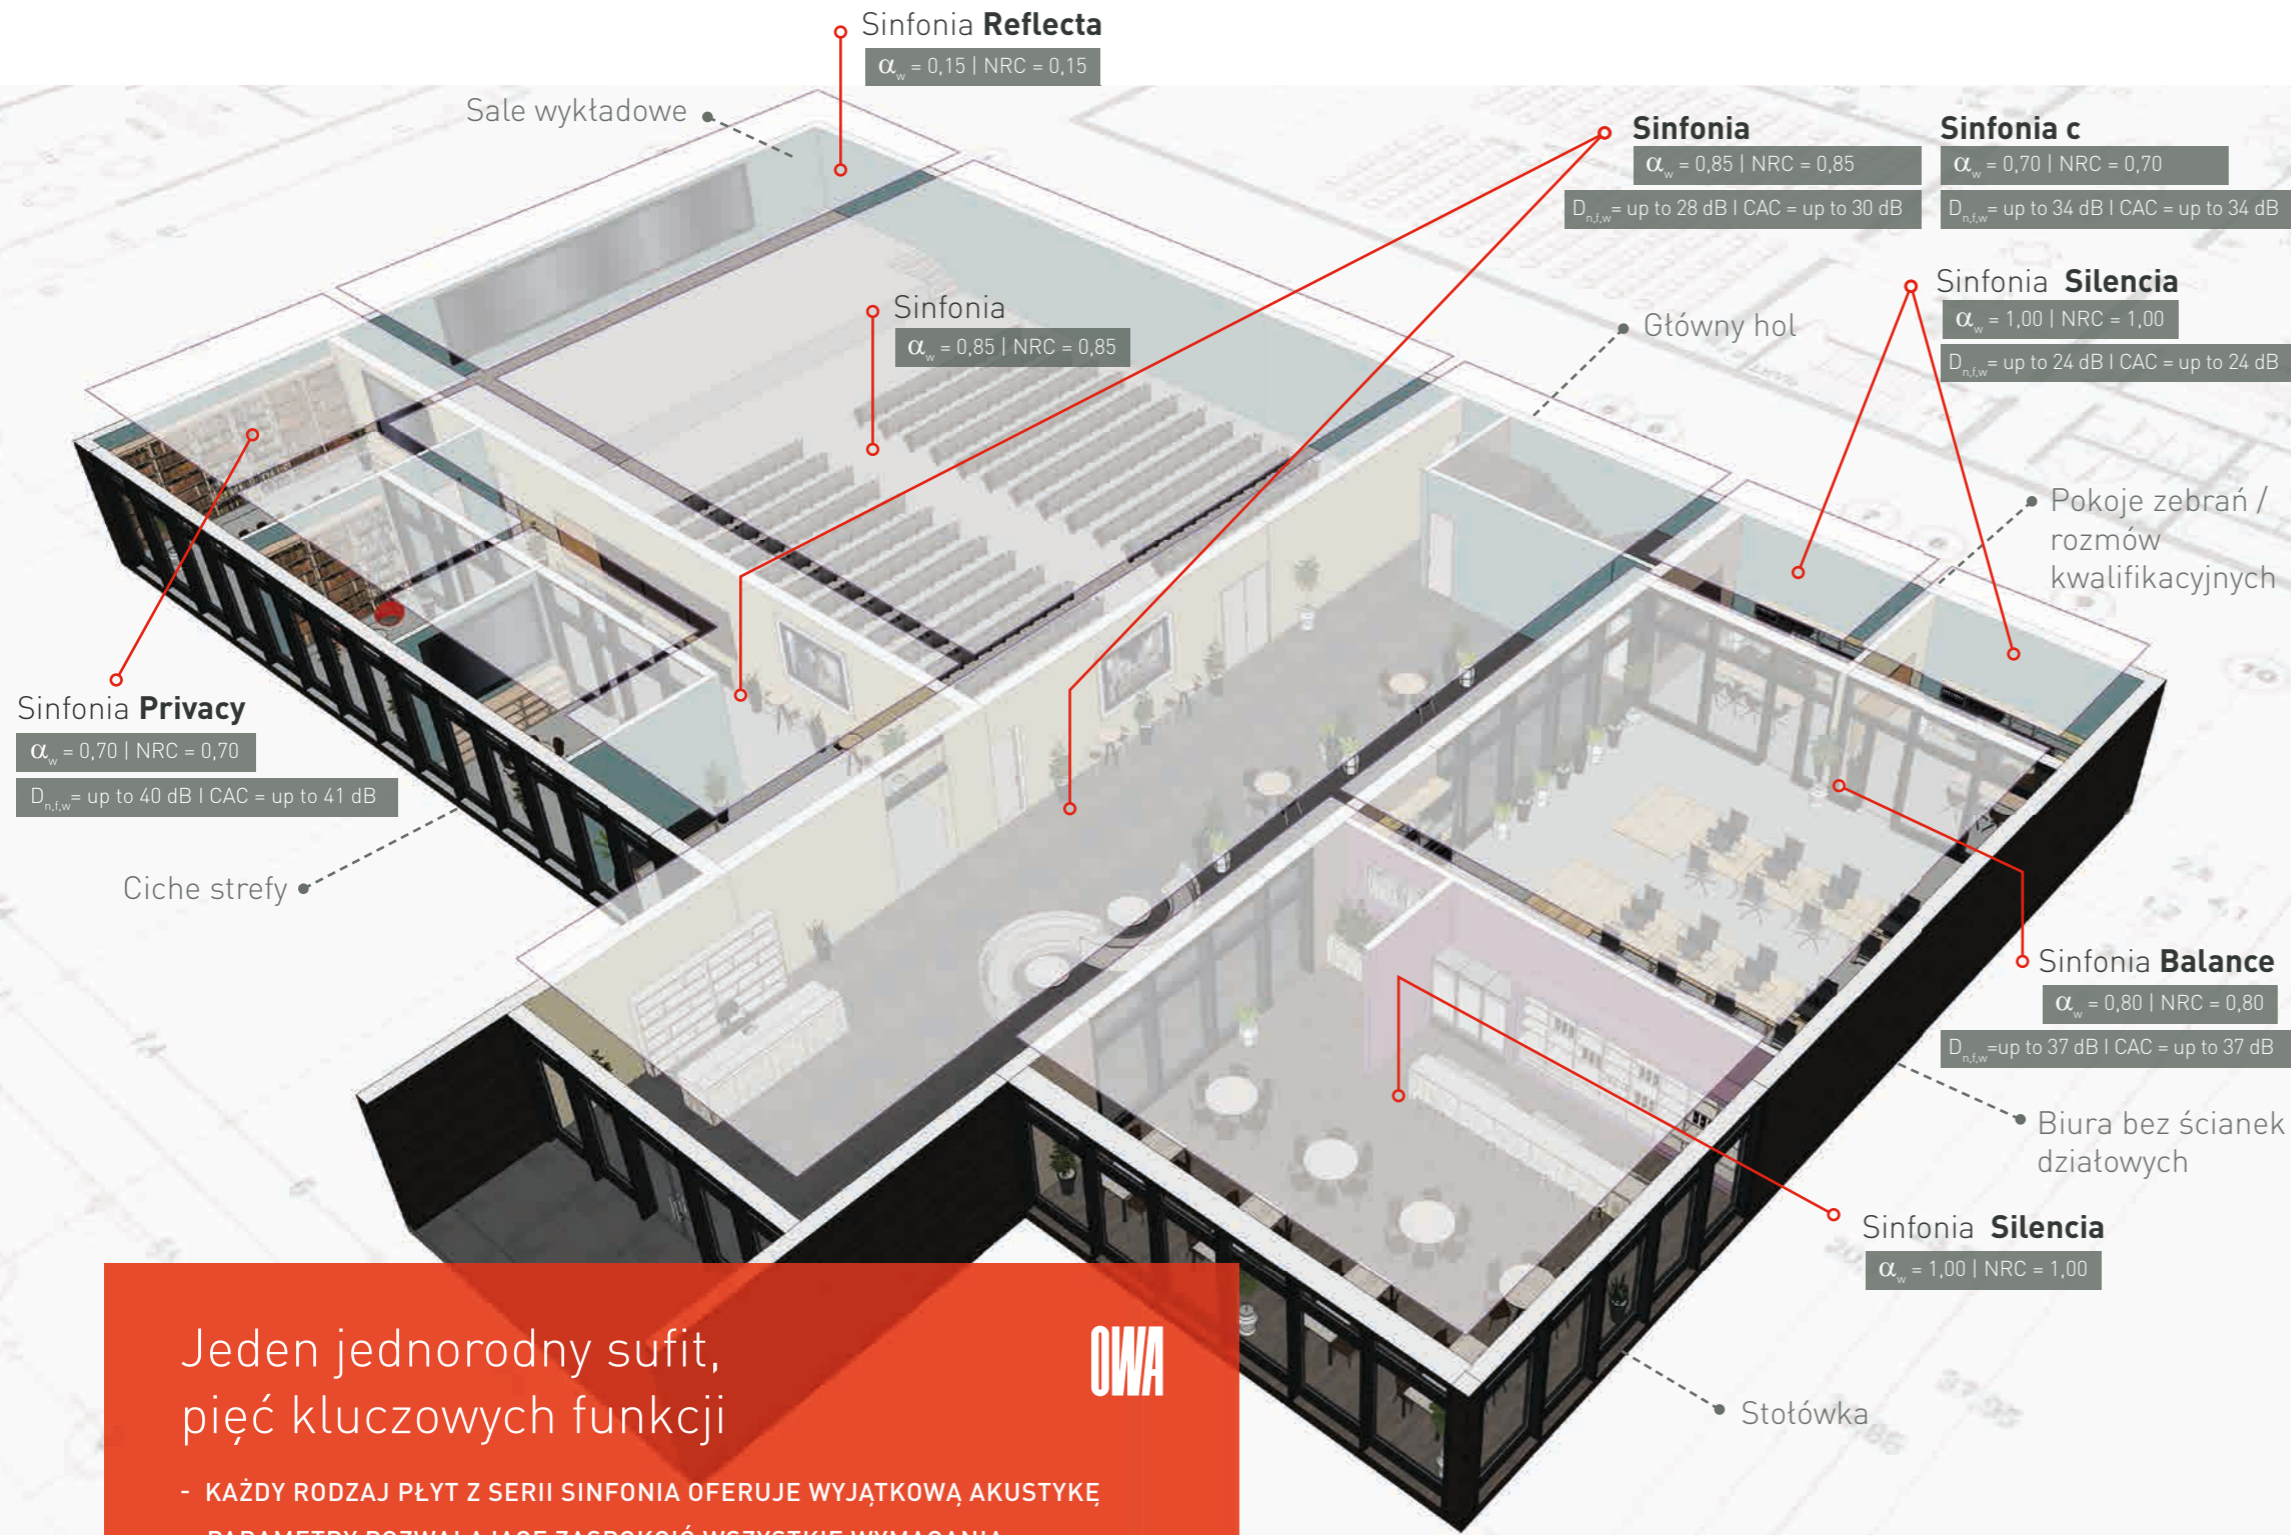 Sinfonia Reflecta
αw = 0,15 | NRC = 0,15
Sale wykładowe
Sinfonia
αw = 0,85 | NRC = 0,85
Dn,f,w= up to 28 dB I CAC = up to 30 dB
Sinfonia c
αw = 0,70 | NRC = 0,70
Dn,f,w= up to 34 dB I CAC = up to 34 dB
Sinfonia Silencia
αw = 1,00 | NRC = 1,00
Dn,f,w= up to 24 dB I CAC = up to 24 dB
Sinfonia
αw = 0,85 | NRC = 0,85
Główny hol
Pokoje zebrań /
rozmów
kwalifikacyjnych
Sinfonia Privacy
αw = 0,70 | NRC = 0,70
Dn,f,w= up to 40 dB I CAC = up to 41 dB
Ciche strefy
Sinfonia Balance
αw = 0,80 | NRC = 0,80
Dn,f,w=up to 37 dB I CAC = up to 37 dB
Biura bez ścianek
działowych
Sinfonia Silencia
αw = 1,00 | NRC = 1,00
Stołówka
Jeden jednorodny sufit,
pięć kluczowych funkcji
OWA
- KAŻDY RODZAJ PŁYT Z SERII SINFONIA OFERUJE WYJĄTKOWĄ AKUSTYKĘ
PARAMETRY POZWALAJĄCE ZASPOKOIĆ WSZYSTKIE WYMAGANIA